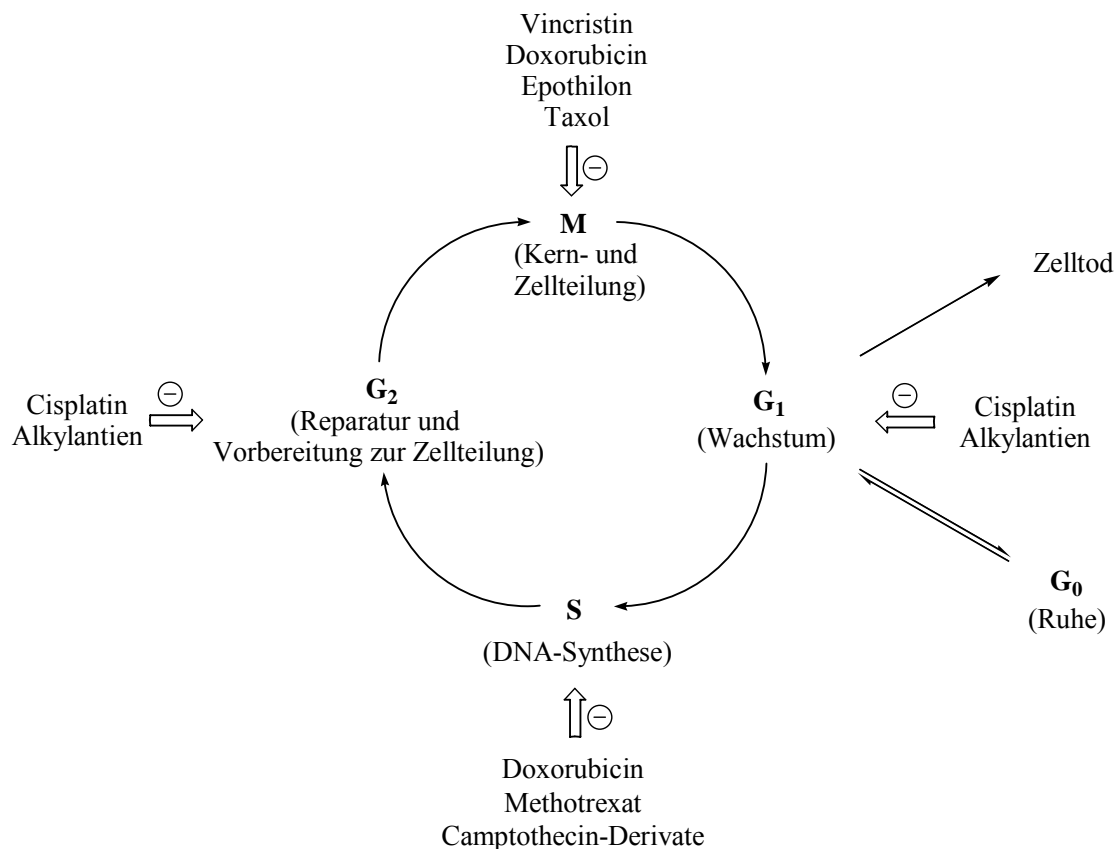 Vincristin
Doxorubicin
Epothilon
Taxol
−
M
(Kern- und
Zellteilung)
Zelltod
Cisplatin
Alkylantien
−
G₂
(Reparatur und
Vorbereitung zur Zellteilung)
G₁
(Wachstum)
−
Cisplatin
Alkylantien
G₀
(Ruhe)
S
(DNA-Synthese)
−
Doxorubicin
Methotrexat
Camptothecin-Derivate